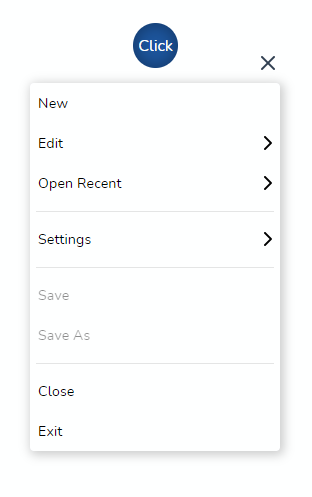 Click
New
Edit
Open Recent
Settings
Save
Save As
Close
Exit